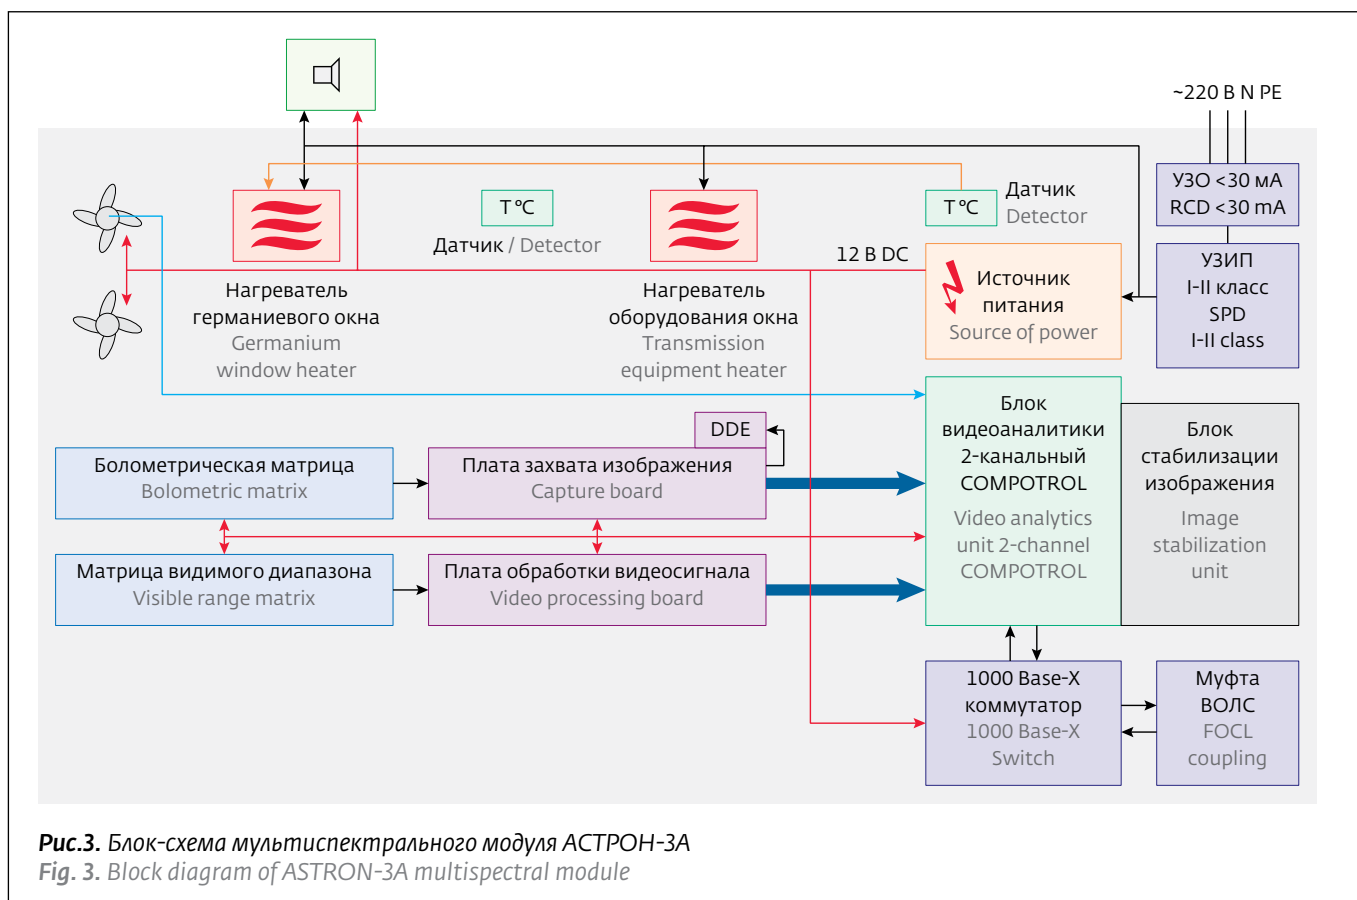 ~220 В N PE
УЗО <30 мА
RCD <30 mA
T °C
Датчик / Detector
T °C
Датчик
Detector
12 В DC
Нагреватель
германиевого окна
Germanium
window heater
Нагреватель
оборудования окна
Transmission
equipment heater
Источник
питания
Source of power
УЗИП
I-II класс
SPD
I-II class
DDE
Болометрическая матрица
Bolometric matrix
Плата захвата изображения
Capture board
Блок
видеоаналитики
2-канальный
COMPOTROL
Video analytics
unit 2-channel
COMPOTROL
Блок
стабилизации
изображения
Image
stabilization
unit
Матрица видимого диапазона
Visible range matrix
Плата обработки видеосигнала
Video processing board
1000 Base-X
коммутатор
1000 Base-X
Switch
Муфта
ВОЛС
FOCL
coupling
Рис.3. Блок-схема мультиспектрального модуля АСТРОН-3А
Fig. 3. Block diagram of ASTRON-3A multispectral module